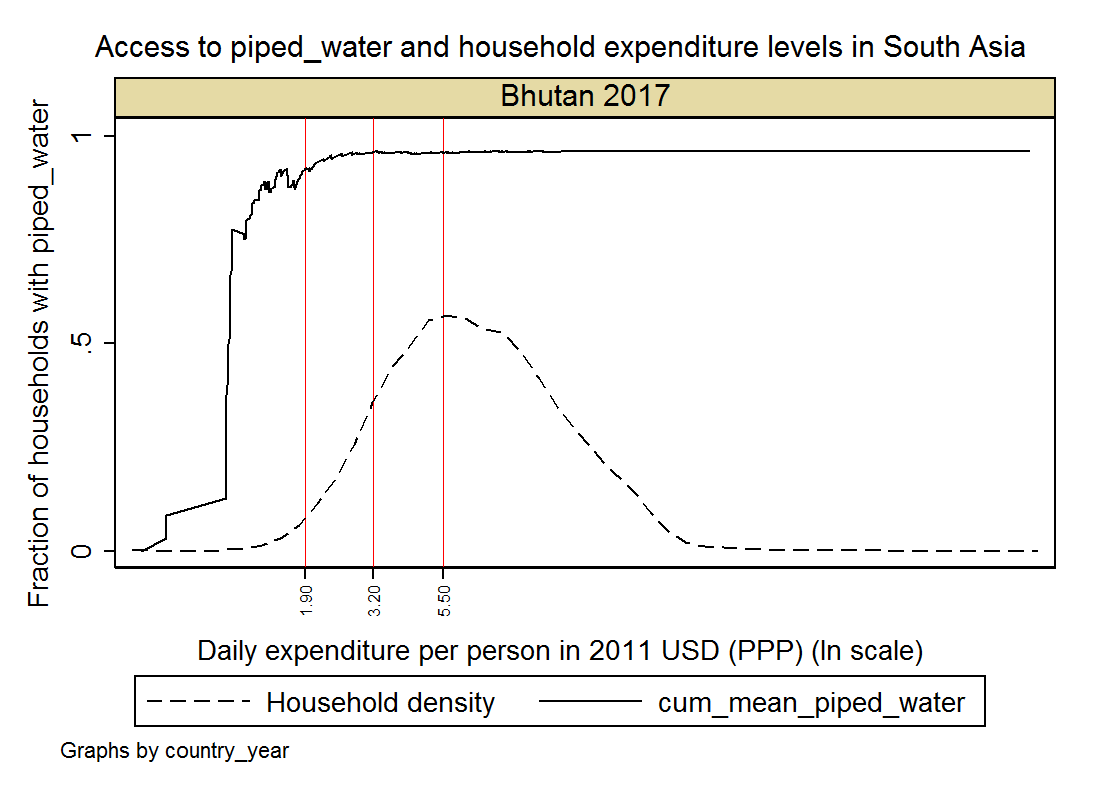 Access to piped_water and household expenditure levels in South Asia
Bhutan 2017
Fraction of households with piped_water
1
.5
0
1.90
3.20
5.50
Daily expenditure per person in 2011 USD (PPP) (ln scale)
Household density
cum_mean_piped_water
Graphs by country_year